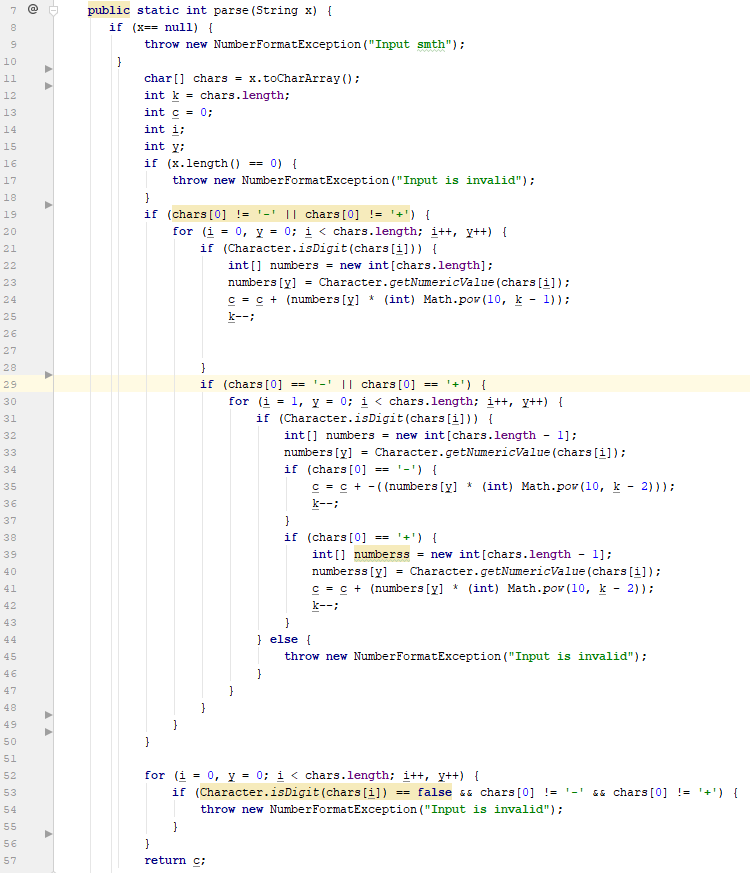 7 @ public static int parse(String x) {
8 if (x== null) {
9 throw new NumberFormatException("Input smth");
10 }
11 char[] chars = x.toCharArray();
12 int k = chars.length;
13 int c = 0;
14 int i;
15 int y;
16 if (x.length() == 0) {
17 throw new NumberFormatException("Input is invalid");
18 }
19 if (chars[0] != '-' || chars[0] != '+') {
20 for (i = 0, y = 0; i < chars.length; i++, y++) {
21 if (Character.isDigit(chars[i])) {
22 int[] numbers = new int[chars.length];
23 numbers[y] = Character.getNumericValue(chars[i]);
24 c = c + (numbers[y] * (int) Math.pow(10, k - 1));
25 k--;
26
27
28 }
29 if (chars[0] == '-' || chars[0] == '+') {
30 for (i = 1, y = 0; i < chars.length; i++, y++) {
31 if (Character.isDigit(chars[i])) {
32 int[] numbers = new int[chars.length - 1];
33 numbers[y] = Character.getNumericValue(chars[i]);
34 if (chars[0] == '-') {
35 c = c + -((numbers[y] * (int) Math.pow(10, k - 2)));
36 k--;
37 }
38 if (chars[0] == '+') {
39 int[] numberss = new int[chars.length - 1];
40 numberss[y] = Character.getNumericValue(chars[i]);
41 c = c + (numbers[y] * (int) Math.pow(10, k - 2));
42 k--;
43 }
44 } else {
45 throw new NumberFormatException("Input is invalid");
46 }
47 }
48 }
49 }
50 }
51
52 for (i = 0, y = 0; i < chars.length; i++, y++) {
53 if (Character.isDigit(chars[i]) == false && chars[0] != '-' && chars[0] != '+') {
54 throw new NumberFormatException("Input is invalid");
55 }
56 }
57 return c;